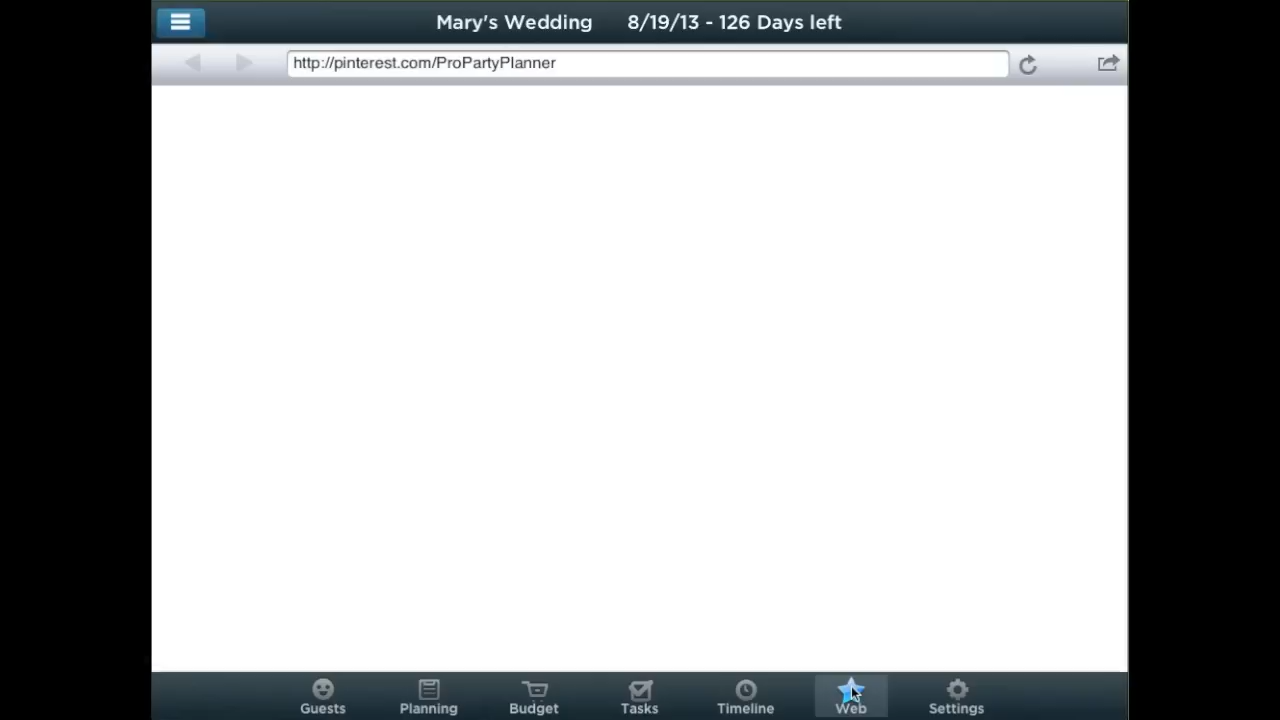 Mary's Wedding 8/19/13 - 126 Days left
http://pinterest.com/ProPartyPlanner
Guests Planning Budget Tasks Timeline Web Settings